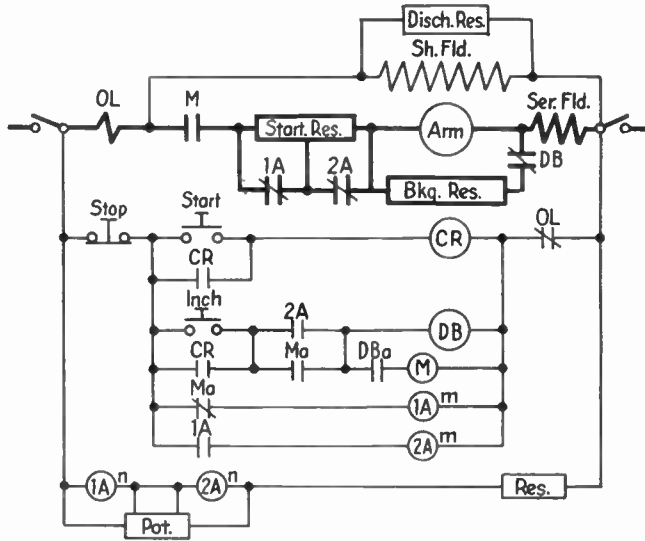 Disch. Res.
Sh. Fld.
OL
M
Start. Res.
Arm
Ser. Fld.
1A
2A
DB
Bkg. Res.
Stop
Start
CR
OL
CR
Inch
2A
DB
CR
Ma
DBa
M
Ma
1A m
1A
2A m
1A n
2A n
Res.
Pot.